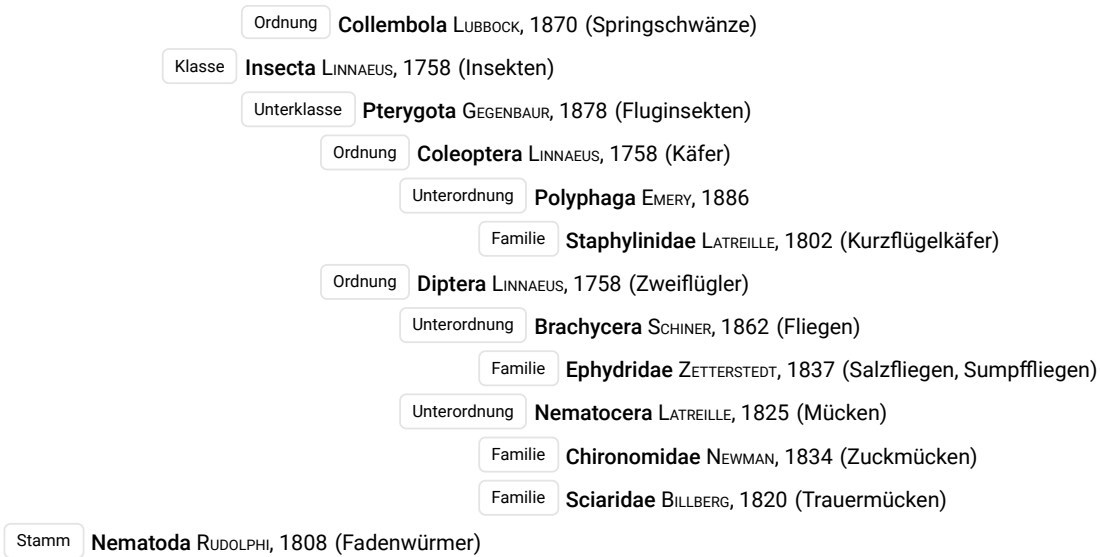 Ordnung Collembola LUBBOCK, 1870 (Springschwänze)
Klasse Insecta LINNAEUS, 1758 (Insekten)
Unterklasse Pterygota GEGENBAUR, 1878 (Fluginsekten)
Ordnung Coleoptera LINNAEUS, 1758 (Käfer)
Unterordnung Polyphaga EMERY, 1886
Familie Staphylinidae LATREILLE, 1802 (Kurzflügelkäfer)
Ordnung Diptera LINNAEUS, 1758 (Zweiflügler)
Unterordnung Brachycera SCHINER, 1862 (Fliegen)
Familie Ephydridae ZETTERSTEDT, 1837 (Salzfliegen, Sumpffliegen)
Unterordnung Nematocera LATREILLE, 1825 (Mücken)
Familie Chironomidae NEWMAN, 1834 (Zuckmücken)
Familie Sciaridae BILLBERG, 1820 (Trauermücken)
Stamm Nematoda RUDOLPHI, 1808 (Fadenwürmer)